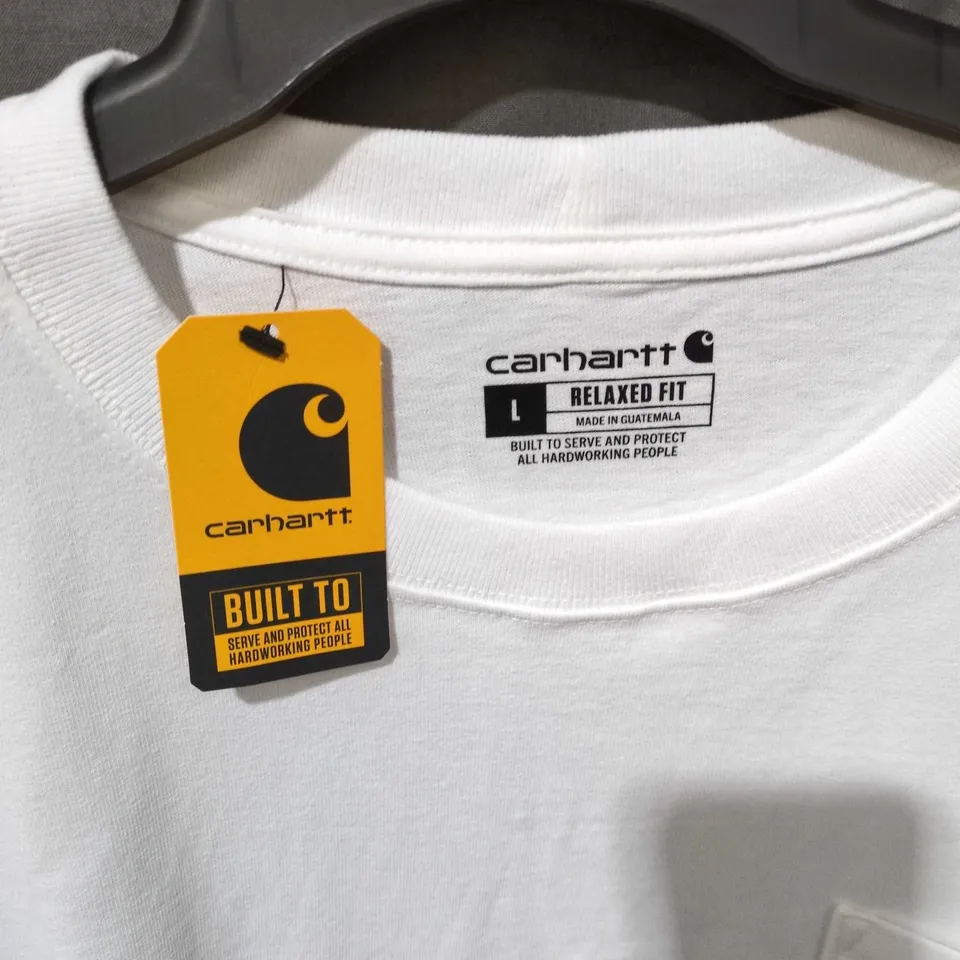 carhartt
BUILT TO
SERVE AND PROTECT ALL
HARDWORKING PEOPLE
carhartt
L
RELAXED FIT
MADE IN GUATEMALA
BUILT TO SERVE AND PROTECT
ALL HARDWORKING PEOPLE